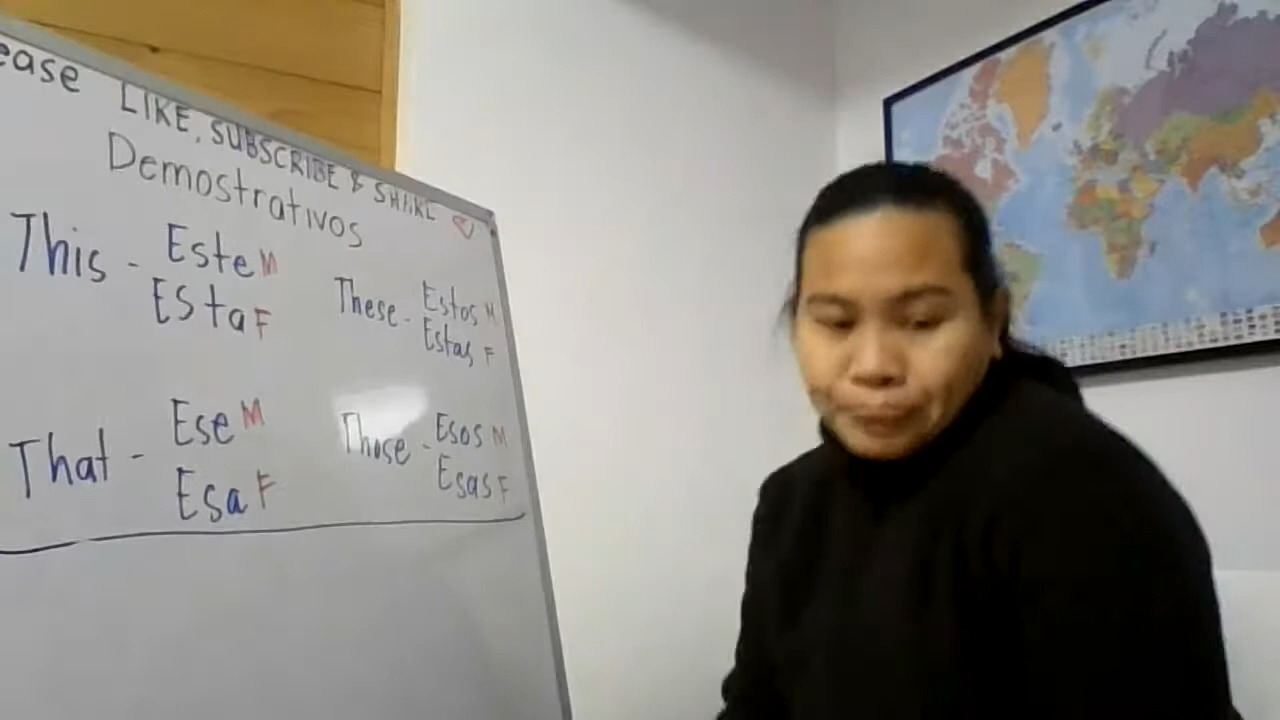 ease LIKE, SUBSCRIBE & SHARE
Demostrativos
This - Este M
Esta F
These - Estos M
Estas F
That - Ese M
Esa F
Those - Esos M
Esas F